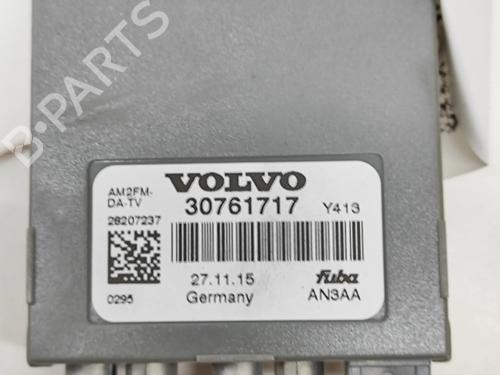 B-PARTS
VOLVO
AM2FM-
DA-TV
30761717 Y413
28207237
27.11.15
fuba
0295
Germany
AN3AA